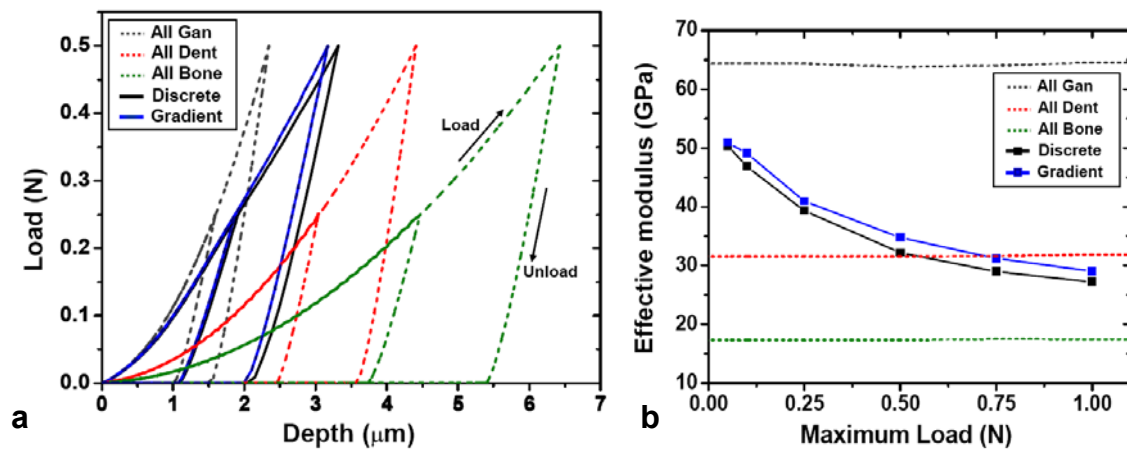 All Gan
All Dent
All Bone
Discrete
Gradient
Load
Unload
0.5
0.4
0.3
0.2
0.1
0.0
Load (N)
0 1 2 3 4 5 6 7
Depth (μm)
a
All Gan
All Dent
All Bone
Discrete
Gradient
70
60
50
40
30
20
10
Effective modulus (GPa)
0.00 0.25 0.50 0.75 1.00
Maximum Load (N)
b